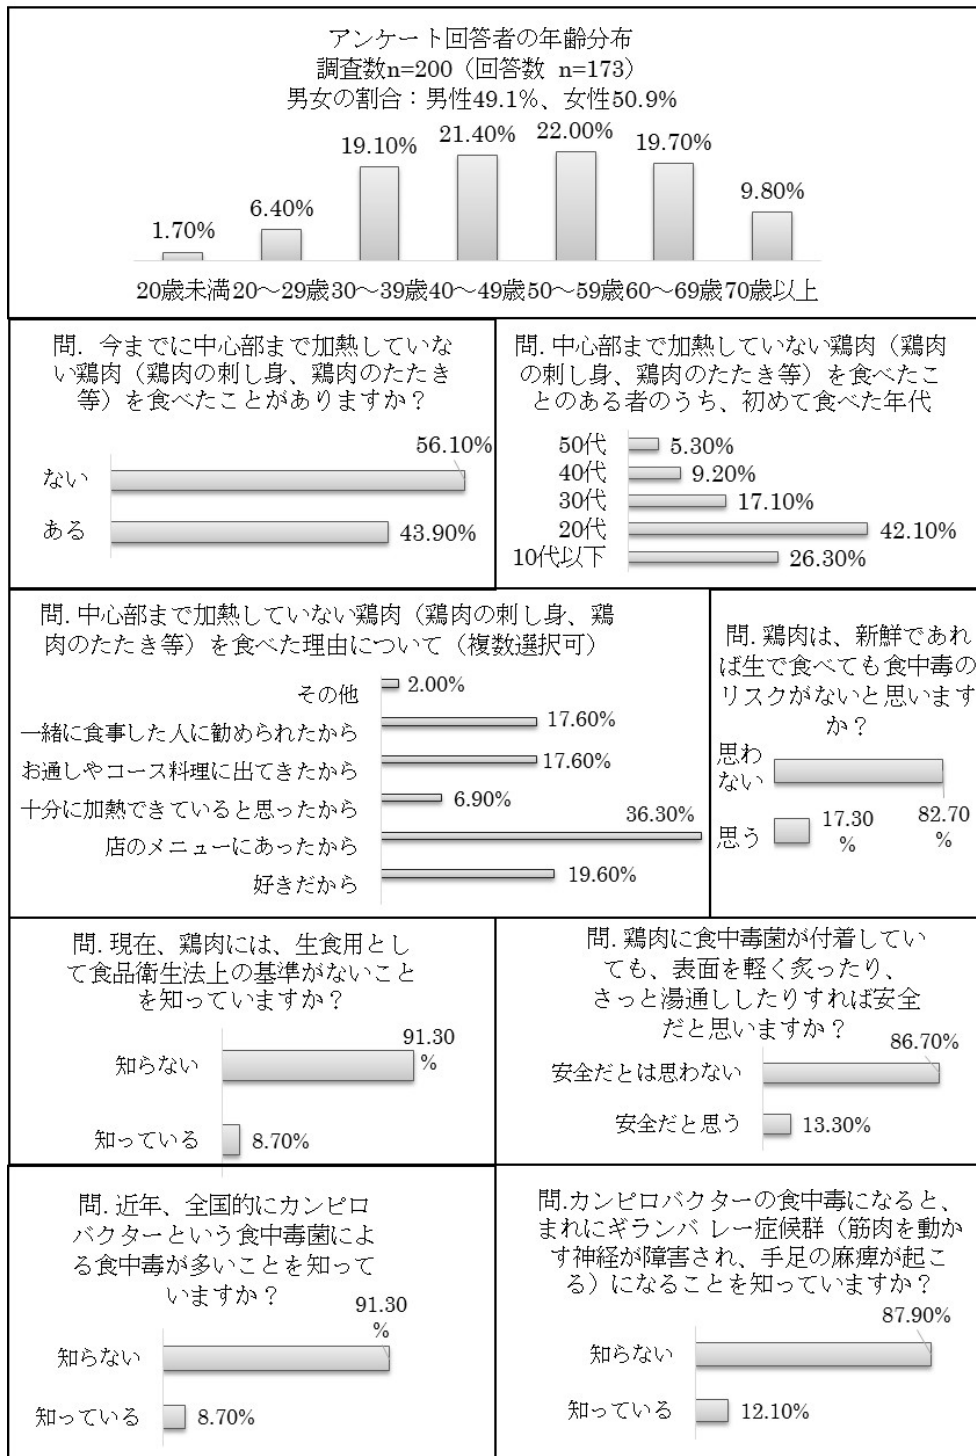 アンケート回答者の年齢分布
調査数n=200（回答数 n=173）
男女の割合：男性49.1%、女性50.9%
1.70%
6.40%
19.10%
21.40%
22.00%
19.70%
9.80%
20歳未満 20～29歳 30～39歳 40～49歳 50～59歳 60～69歳 70歳以上
問. 今までに中心部まで加熱していな
い鶏肉（鶏肉の刺し身、鶏肉のたたき
等）を食べたことがありますか？
ない 56.10%
ある 43.90%
問. 中心部まで加熱していない鶏肉（鶏肉
の刺し身、鶏肉のたたき等）を食べたこ
とのある者のうち、初めて食べた年代
50代 5.30%
40代 9.20%
30代 17.10%
20代 42.10%
10代以下 26.30%
問. 中心部まで加熱していない鶏肉（鶏肉の刺し身、鶏
肉のたたき等）を食べた理由について（複数選択可）
その他 2.00%
一緒に食事した人に勧められたから 17.60%
お通しやコース料理に出てきたから 17.60%
十分に加熱できていると思ったから 6.90%
店のメニューにあったから 36.30%
好きだから 19.60%
問. 鶏肉は、新鮮であれ
ば生で食べても食中毒の
リスクがないと思います
か？
思わ
ない
82.70
%
思う
17.30
%
問. 現在、鶏肉には、生食用とし
て食品衛生法上の基準がないこと
を知っていますか？
知らない
91.30
%
知っている 8.70%
問. 鶏肉に食中毒菌が付着してい
ても、表面を軽く炙ったり、
さっと湯通ししたりすれば安全
だと思いますか？
安全だとは思わない 86.70%
安全だと思う 13.30%
問. 近年、全国的にカンピロ
バクターという食中毒菌によ
る食中毒が多いことを知って
いますか？
知らない
91.30
%
知っている 8.70%
問.カンピロバクターの食中毒になると、
まれにギランバ レー症候群（筋肉を動か
す神経が障害され、手足の麻痺が起こ
る）になることを知っていますか？
知らない 87.90%
知っている 12.10%